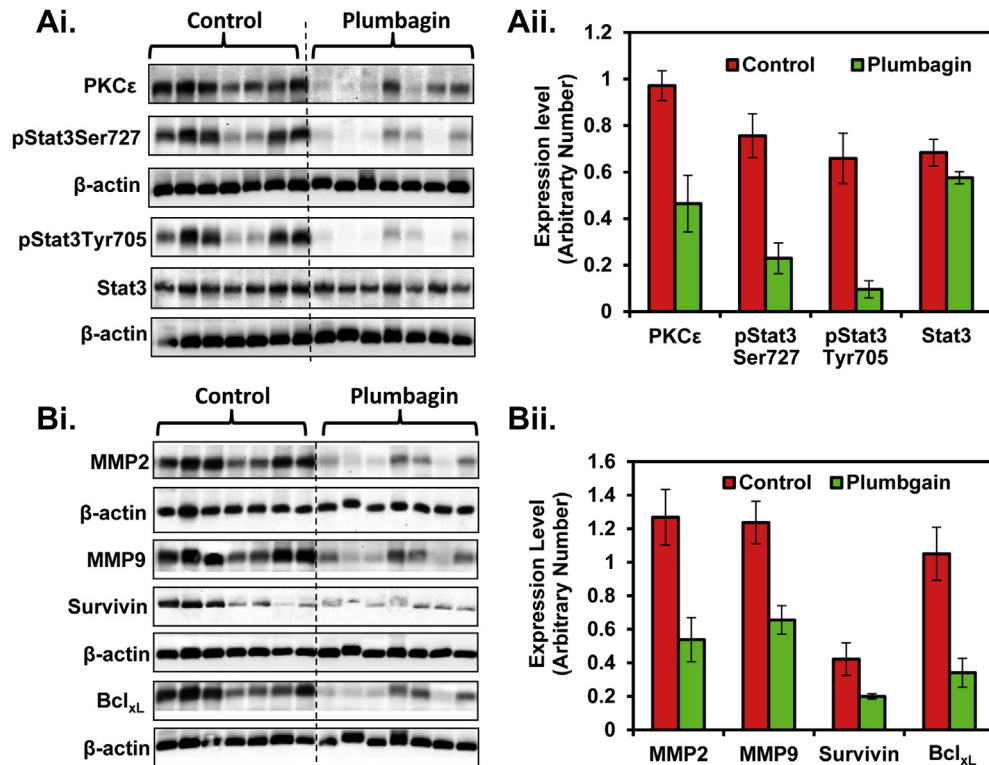 Ai.
Control Plumbagin
PKCε
pStat3Ser727
β-actin
pStat3Tyr705
Stat3
β-actin
Aii.
Expression level
(Arbitrarty Number)
1.2
1
0.8
0.6
0.4
0.2
0
Control Plumbagin
PKCε pStat3 pStat3 Stat3
Ser727 Tyr705
Bi.
Control Plumbagin
MMP2
β-actin
MMP9
Survivin
β-actin
BclxL
β-actin
Bii.
Expression Level
(Arbitrary Number)
1.6
1.4
1.2
1
0.8
0.6
0.4
0.2
0
Control Plumbgain
MMP2 MMP9 Survivin BclxL